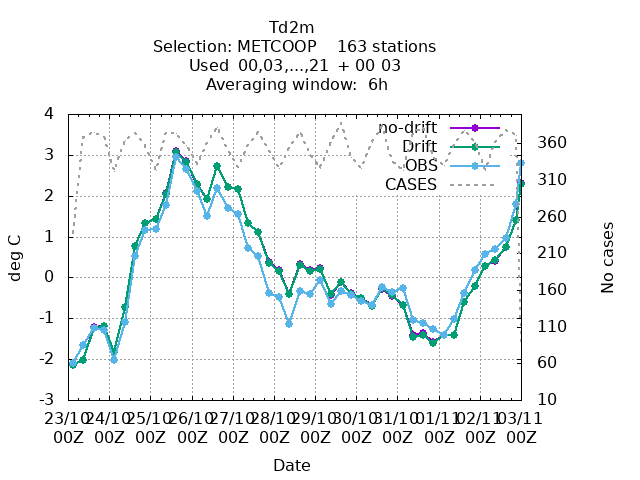 Td2m
Selection: METCOOP    163 stations
Used  00,03,...,21  + 00 03
Averaging window:  6h
no-drift
Drift
OBS
CASES
4
3
2
1
0
-1
-2
-3
deg C
360
310
260
210
160
110
60
10
No cases
23/10 24/10 25/10 26/10 27/10 28/10 29/10 30/10 31/10 01/11 02/11 03/11
00Z 00Z 00Z 00Z 00Z 00Z 00Z 00Z 00Z 00Z 00Z 00Z
Date